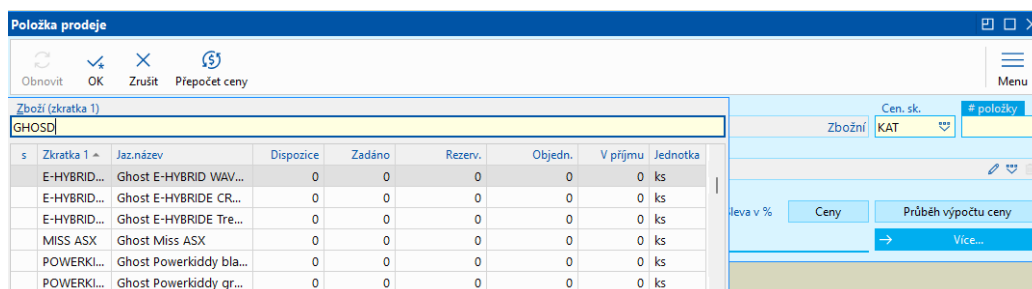 Položka prodeje
Obnovit OK Zrušit Přepočet ceny Menu
Zboží (zkratka 1) Cen. sk. # položky
GHOSD Zbožní KAT
s Zkratka 1 Jaz.název Dispozice Zadáno Rezerv. Objedn. V příjmu Jednotka
E-HYBRID... Ghost E-HYBRID WAV... 0 0 0 0 0 ks
E-HYBRID... Ghost E-HYBRIDE CR... 0 0 0 0 0 ks
E-HYBRID... Ghost E-HYBRIDE Tre... 0 0 0 0 0 ks
sleva v % Ceny Průběh výpočtu ceny
MISS ASX Ghost Miss ASX 0 0 0 0 0 ks
Více...
POWERKI... Ghost Powerkiddy bla... 0 0 0 0 0 ks
POWERKI... Ghost Powerkiddy gr... 0 0 0 0 0 ks